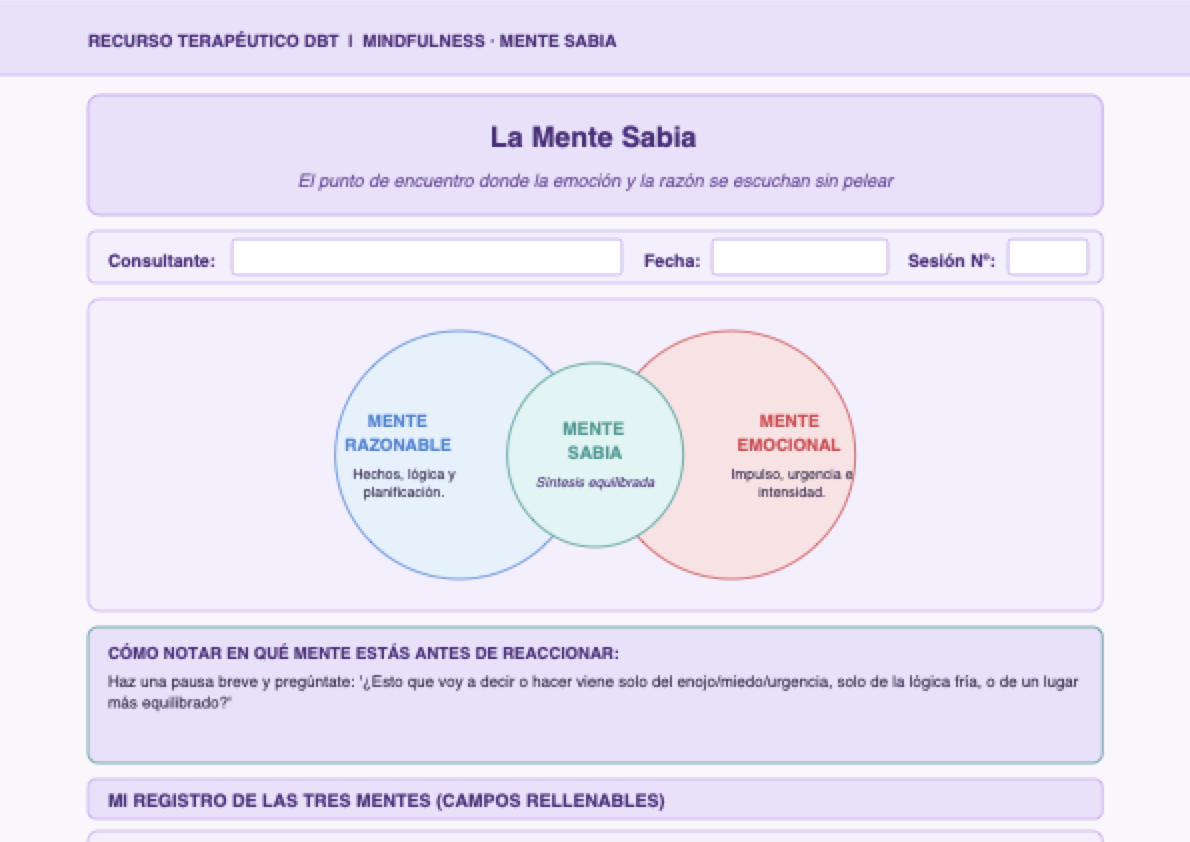 RECURSO TERAPÉUTICO DBT | MINDFULNESS · MENTE SABIA
La Mente Sabia
El punto de encuentro donde la emoción y la razón se escuchan sin pelear
Consultante: Fecha: Sesión N°:
MENTE
RAZONABLE
Hechos, lógica y
planificación.
MENTE
SABIA
Síntesis equilibrada
MENTE
EMOCIONAL
Impulso, urgencia e
intensidad.
CÓMO NOTAR EN QUÉ MENTE ESTÁS ANTES DE REACCIONAR:
Haz una pausa breve y pregúntate: '¿Esto que voy a decir o hacer viene solo del enojo/miedo/urgencia, solo de la lógica fría, o de un lugar
más equilibrado?'
MI REGISTRO DE LAS TRES MENTES (CAMPOS RELLENABLES)